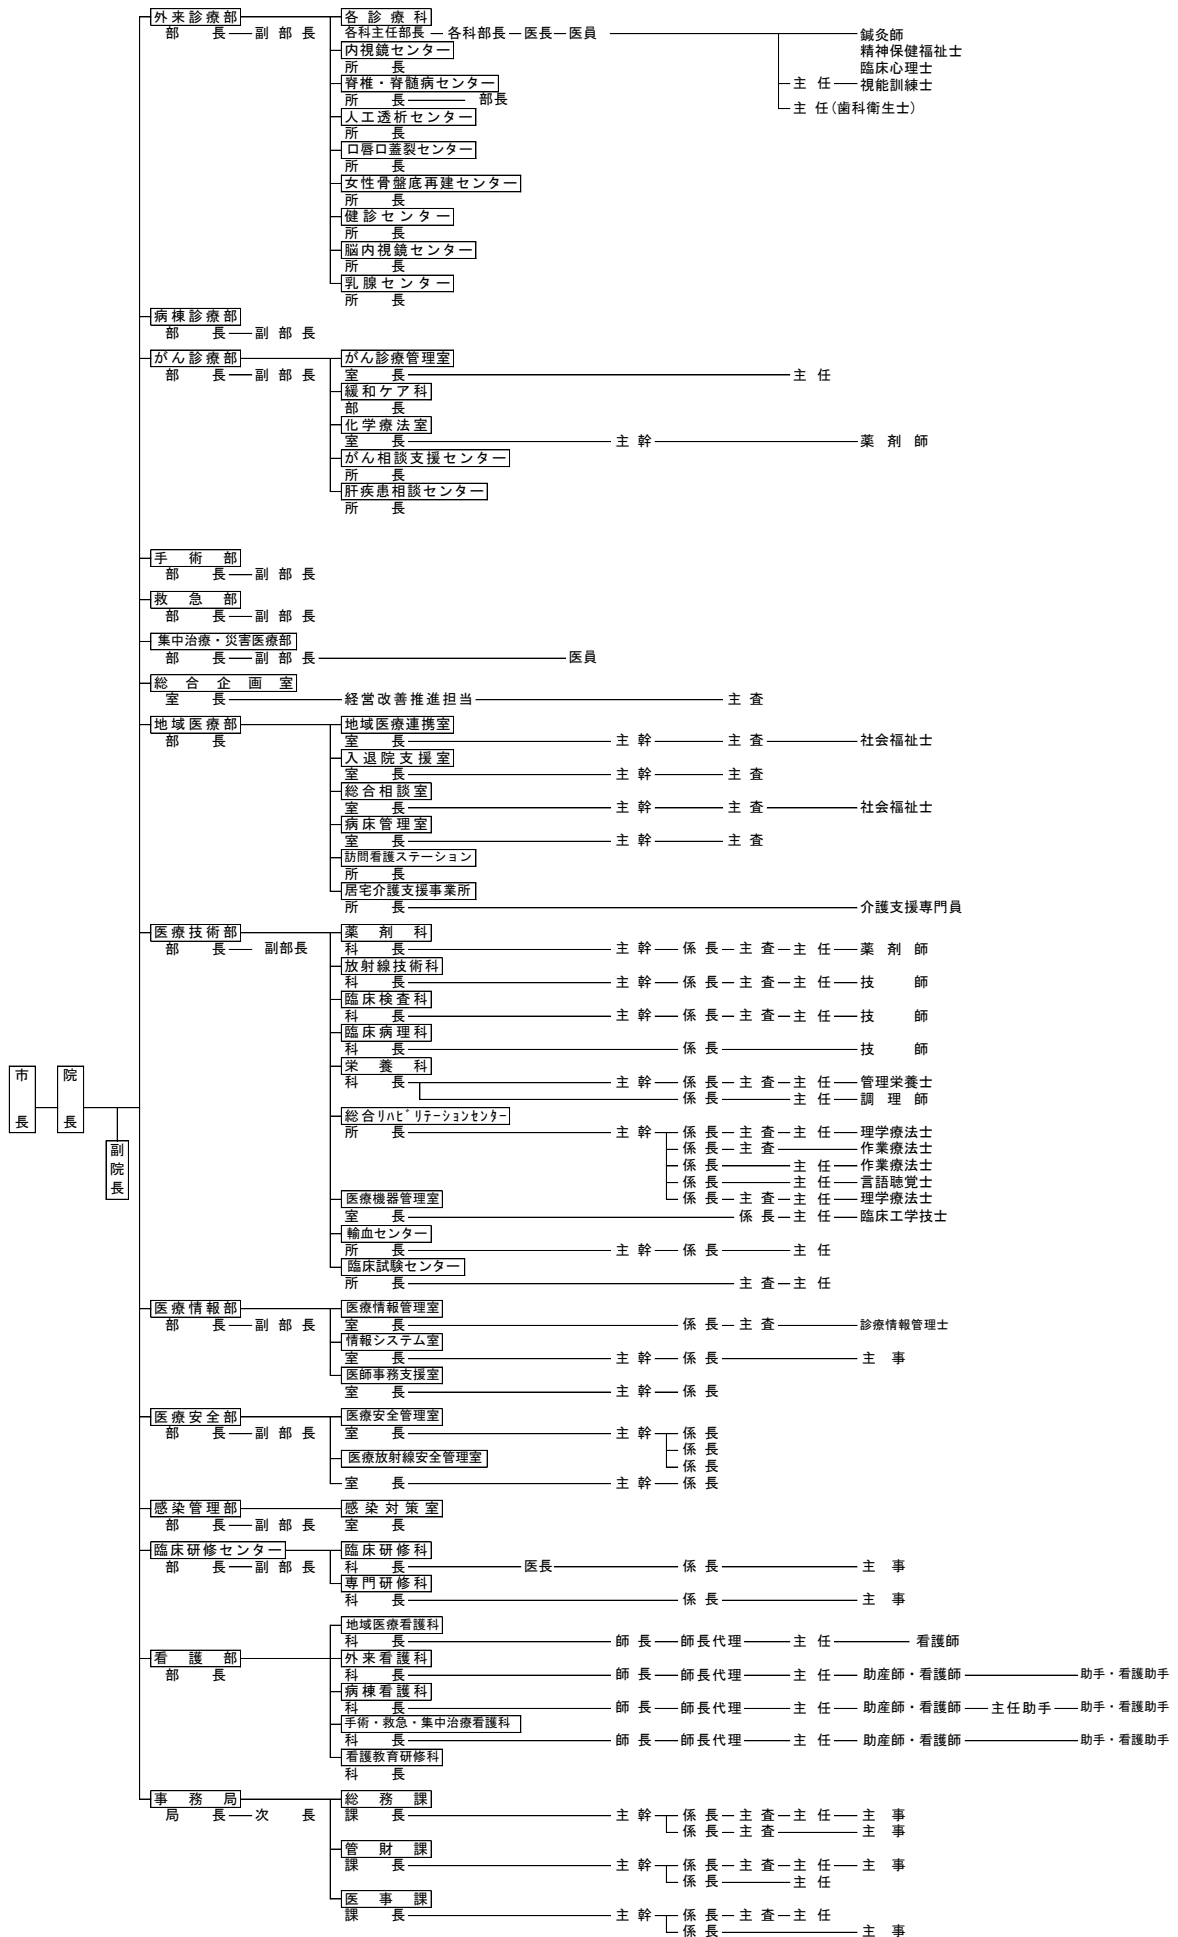 外来診療部 各診療科
部長 副部長 各科主任部長 各科部長 医長 医員 鍼灸師
内視鏡センター 精神保健福祉士
所長 臨床心理士
脊椎・脊髄病センター 主任 視能訓練士
所長 部長
主任(歯科衛生士)
人工透析センター
所長
口唇口蓋裂センター
所長
女性骨盤底再建センター
所長
健診センター
所長
脳内視鏡センター
所長
乳腺センター
所長
病棟診療部
部長 副部長
がん診療部 がん診療管理室
部長 副部長 室長 主任
緩和ケア科
部長
化学療法室
室長 主幹 薬剤師
がん相談支援センター
所長
肝疾患相談センター
所長
手術部
部長 副部長
救急部
部長 副部長
集中治療・災害医療部
部長 副部長 医員
総合企画室
室長 経営改善推進担当 主査
地域医療部 地域医療連携室
部長 室長 主幹 主査 社会福祉士
入退院支援室
室長 主幹 主査
総合相談室
室長 主幹 主査 社会福祉士
病床管理室
室長 主幹 主査
訪問看護ステーション
所長
居宅介護支援事業所
所長 介護支援専門員
医療技術部 薬剤科
部長 副部長 科長 主幹 係長 主査 主任 薬剤師
放射線技術科
科長 主幹 係長 主査 主任 技師
臨床検査科
科長 主幹 係長 主査 主任 技師
臨床病理科
科長 係長 技師
栄養科
科長 主幹 係長 主査 主任 管理栄養士
係長 主任 調理師
市長 院長
副院長
総合リハビリテーションセンター
所長 主幹 係長 主査 主任 理学療法士
係長 主査 作業療法士
係長 主任 作業療法士
係長 主任 言語聴覚士
医療機器管理室 係長 主査 主任 理学療法士
室長 係長 主任 臨床工学技士
輸血センター
所長 主幹 係長 主任
臨床試験センター
所長 主査 主任
医療情報部 医療情報管理室
部長 副部長 室長 係長 主査 診療情報管理士
情報システム室
室長 主幹 係長 主事
医師事務支援室
室長 主幹 係長
医療安全部 医療安全管理室
部長 副部長 室長 主幹 係長
係長
医療放射線安全管理室 係長
室長 主幹 係長
感染管理部 感染対策室
部長 副部長 室長
臨床研修センター 臨床研修科
部長 副部長 科長 医長 係長 主事
専門研修科
科長 係長 主事
地域医療看護科
科長 師長 師長代理 主任 看護師
看護部 外来看護科
部長 科長 師長 師長代理 主任 助産師・看護師 助手・看護助手
病棟看護科
科長 師長 師長代理 主任 助産師・看護師 主任助手 助手・看護助手
手術・救急・集中治療看護科
科長 師長 師長代理 主任 助産師・看護師 助手・看護助手
看護教育研修科
科長
事務局 総務課
局長 次長 課長 主幹 係長 主査 主任 主事
係長 主査 主事
管財課
課長 主幹 係長 主査 主任 主事
係長 主任
医事課
課長 主幹 係長 主査 主任
係長 主事